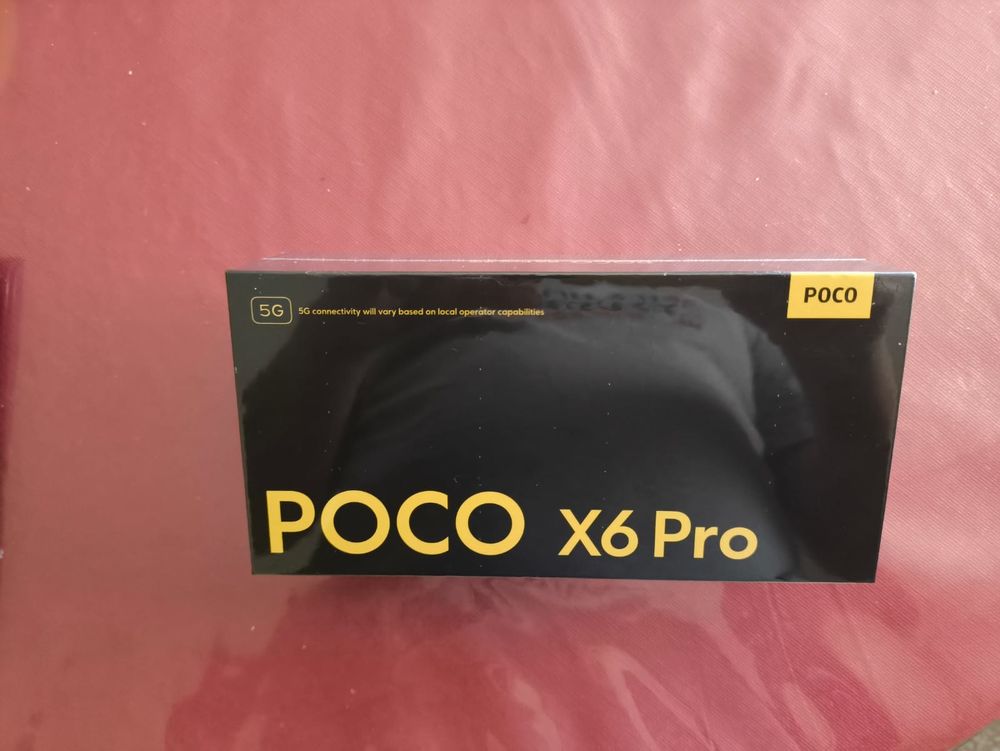 5G 5G connectivity will vary based on local operator capabilities
POCO
POCO X6 Pro